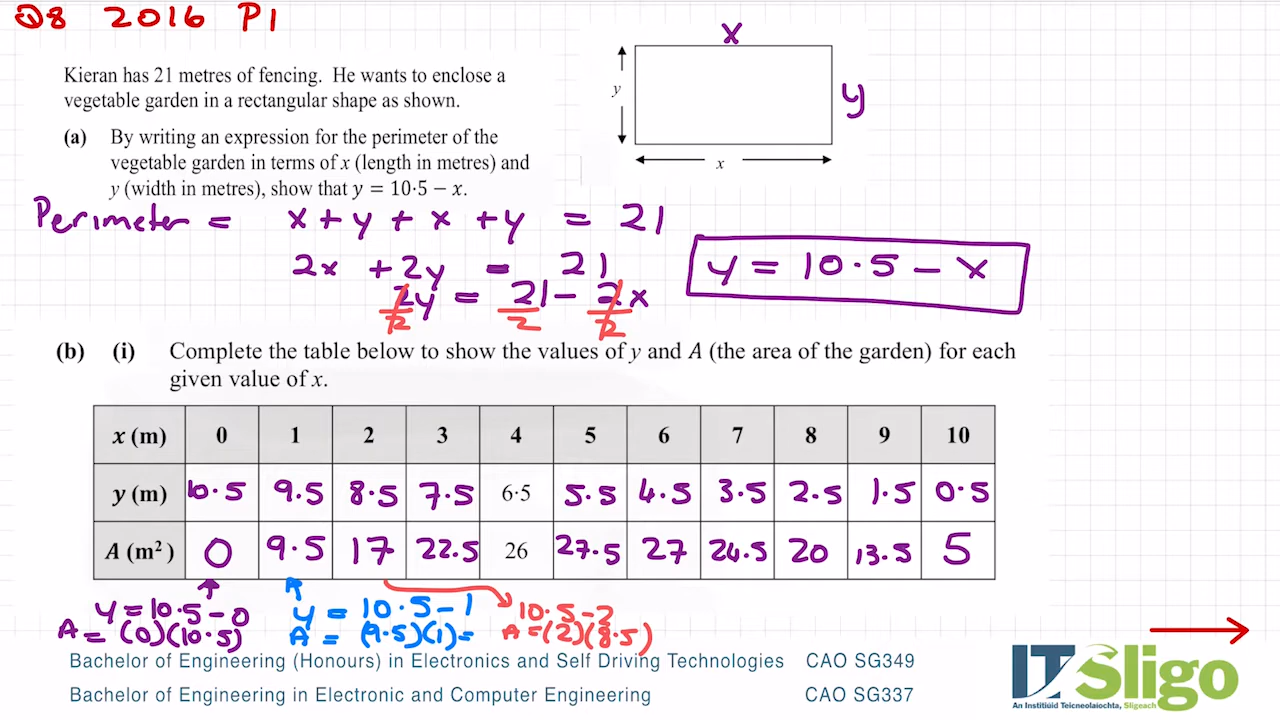 Q8 2016 P1
x
Kieran has 21 metres of fencing. He wants to enclose a
vegetable garden in a rectangular shape as shown.
y
y
(a) By writing an expression for the perimeter of the
vegetable garden in terms of x (length in metres) and
y (width in metres), show that y = 10·5 − x.
x
Perimeter = x + y + x + y = 21
2x + 2y = 21
y = 10·5 − x
2y/2 = 21/2 − 2x/2
(b) (i) Complete the table below to show the values of y and A (the area of the garden) for each
given value of x.
x (m) 0 1 2 3 4 5 6 7 8 9 10
y (m) 10·5 9·5 8·5 7·5 6·5 5·5 4·5 3·5 2·5 1·5 0·5
A (m²) 0 9·5 17 22·5 26 27·5 27 24·5 20 13·5 5
y = 10·5 − 0 y = 10·5 − 1 10·5 − 2
A = (0)(10·5) A = (9·5)(1) = A = (2)(8·5)
Bachelor of Engineering (Honours) in Electronics and Self Driving Technologies CAO SG349
Bachelor of Engineering in Electronic and Computer Engineering CAO SG337
IT Sligo
An Institiúid Teicneolaíochta, Sligeach